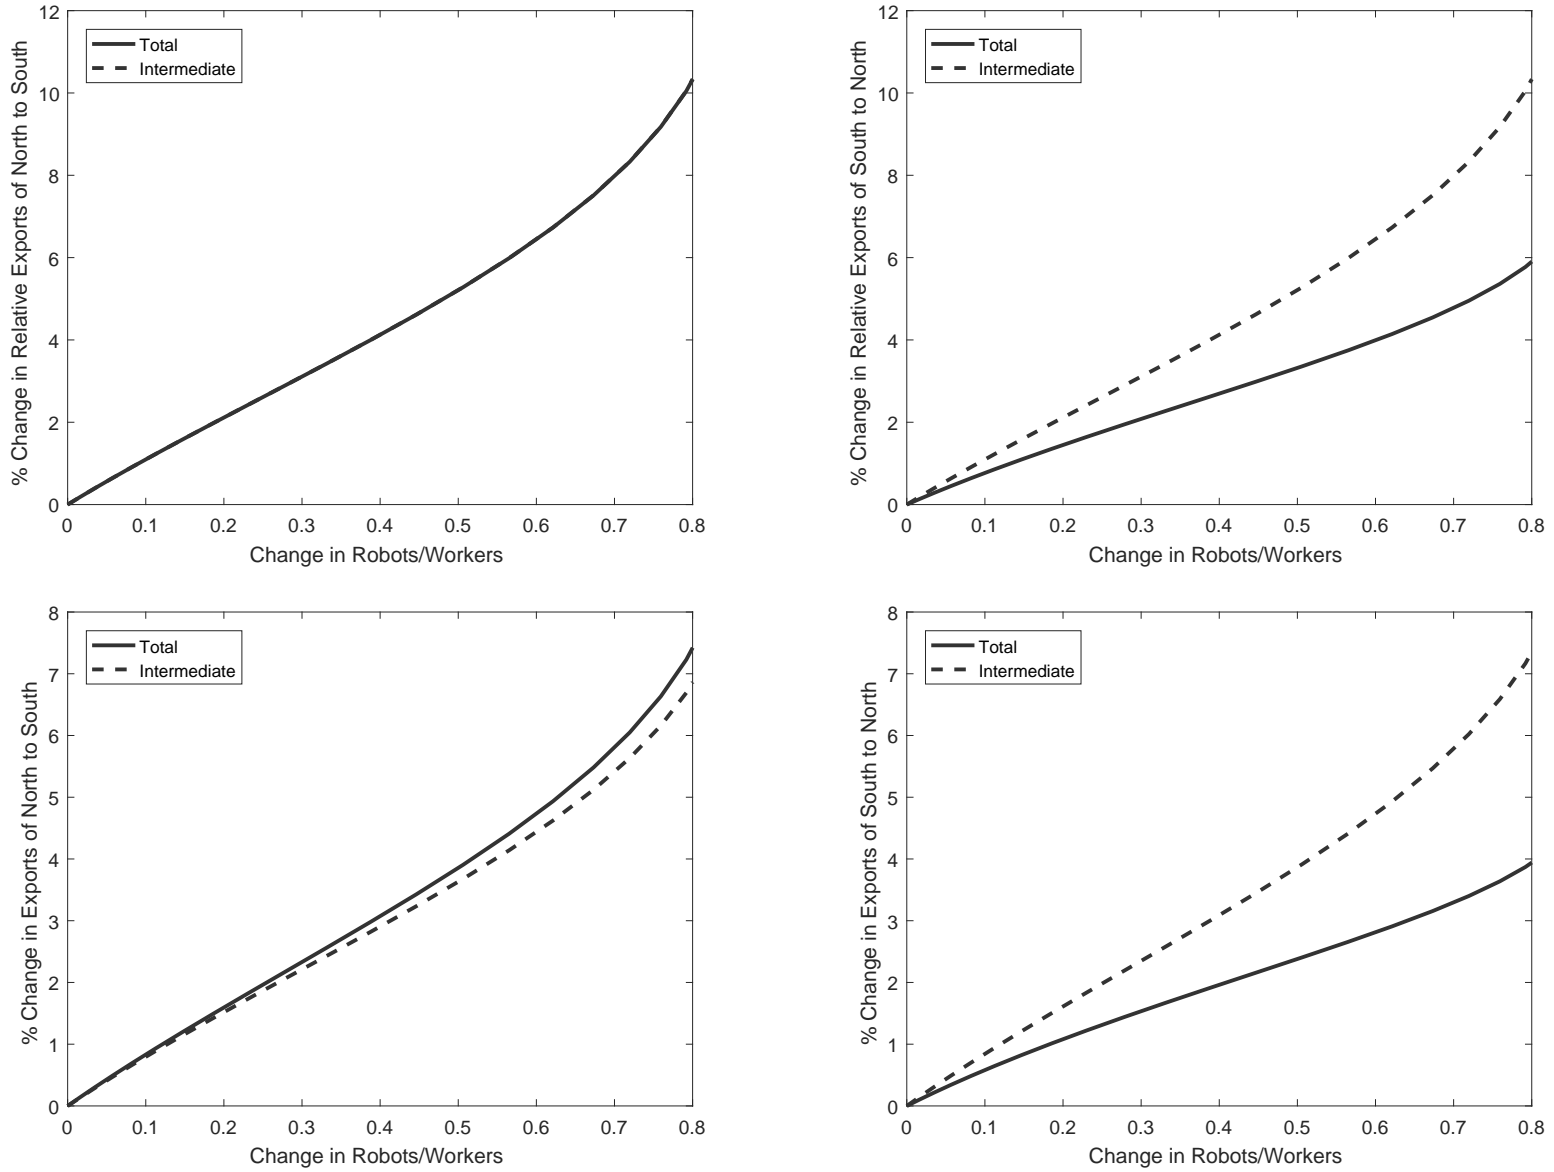 % Change in Relative Exports of North to South
12
10
8
6
4
2
0
Total
Intermediate
0 0.1 0.2 0.3 0.4 0.5 0.6 0.7 0.8
Change in Robots/Workers
% Change in Relative Exports of South to North
12
10
8
6
4
2
0
Total
Intermediate
0 0.1 0.2 0.3 0.4 0.5 0.6 0.7 0.8
Change in Robots/Workers
% Change in Exports of North to South
8
7
6
5
4
3
2
1
0
Total
Intermediate
0 0.1 0.2 0.3 0.4 0.5 0.6 0.7 0.8
Change in Robots/Workers
% Change in Exports of South to North
8
7
6
5
4
3
2
1
0
Total
Intermediate
0 0.1 0.2 0.3 0.4 0.5 0.6 0.7 0.8
Change in Robots/Workers